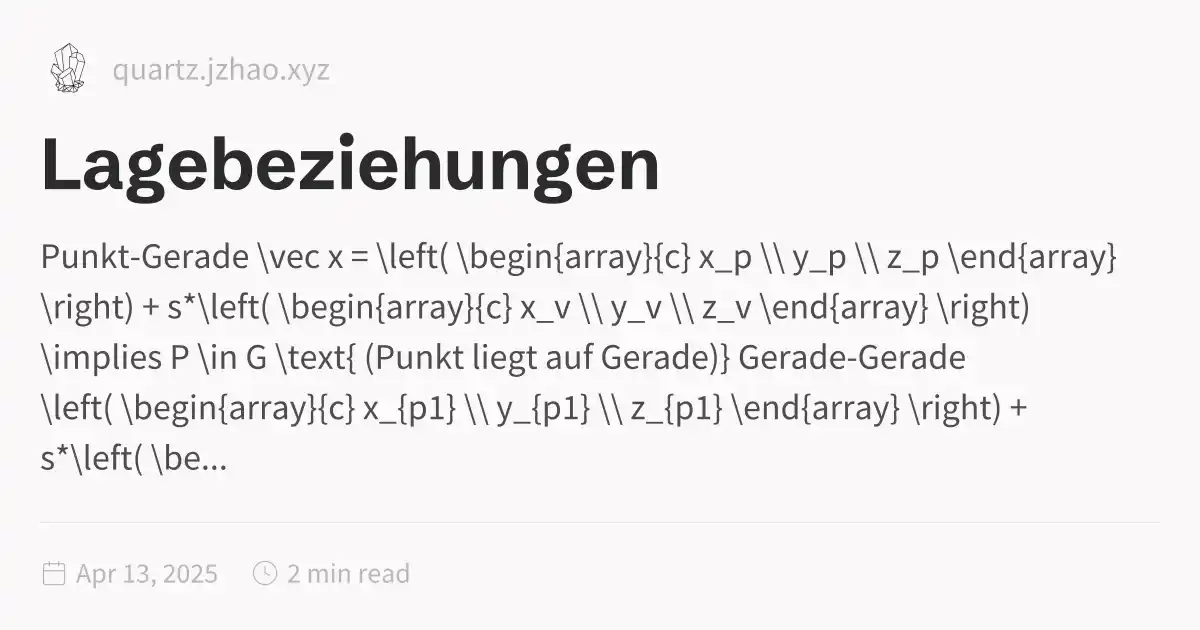 quartz.jzhao.xyz
Lagebeziehungen
Punkt-Gerade \vec x = \left( \begin{array}{c} x_p \\ y_p \\ z_p \end{array}
\right) + s*\left( \begin{array}{c} x_v \\ y_v \\ z_v \end{array} \right)
\implies P \in G \text{ (Punkt liegt auf Gerade)} Gerade-Gerade
\left( \begin{array}{c} x_{p1} \\ y_{p1} \\ z_{p1} \end{array} \right) +
s*\left( \be...
Apr 13, 2025 2 min read